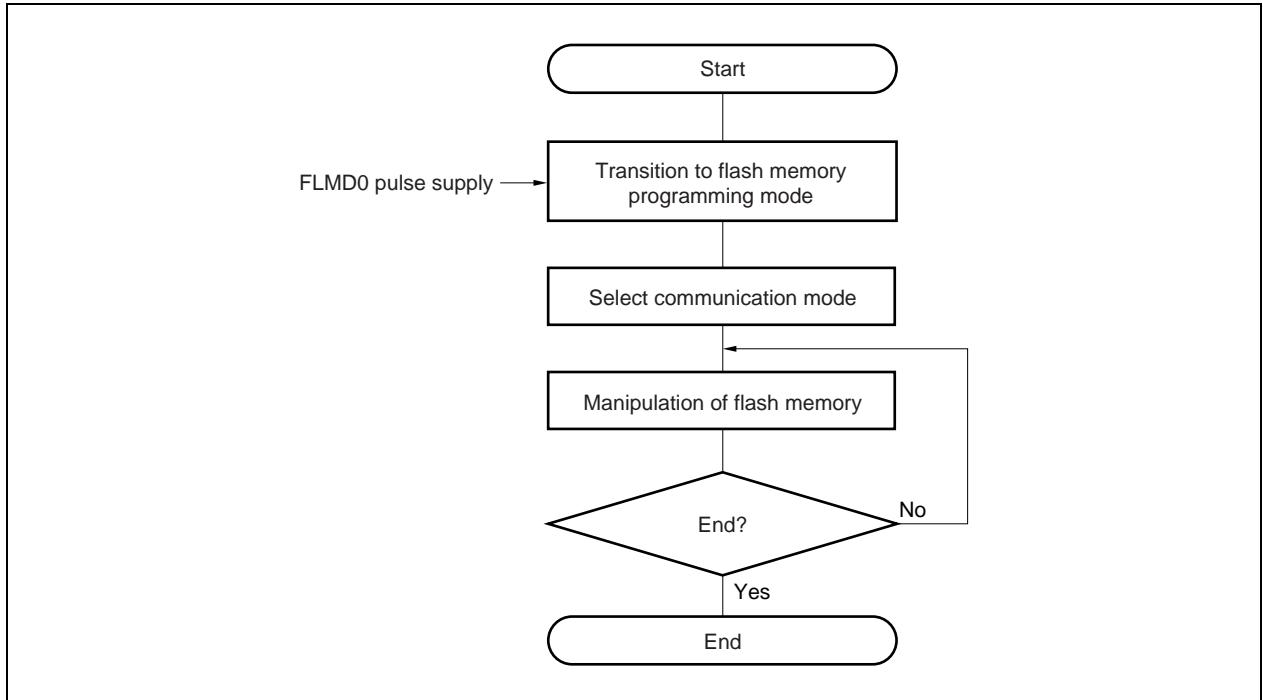 Start
FLMD0 pulse supply
Transition to flash memory
programming mode
Select communication mode
Manipulation of flash memory
End?
No
Yes
End